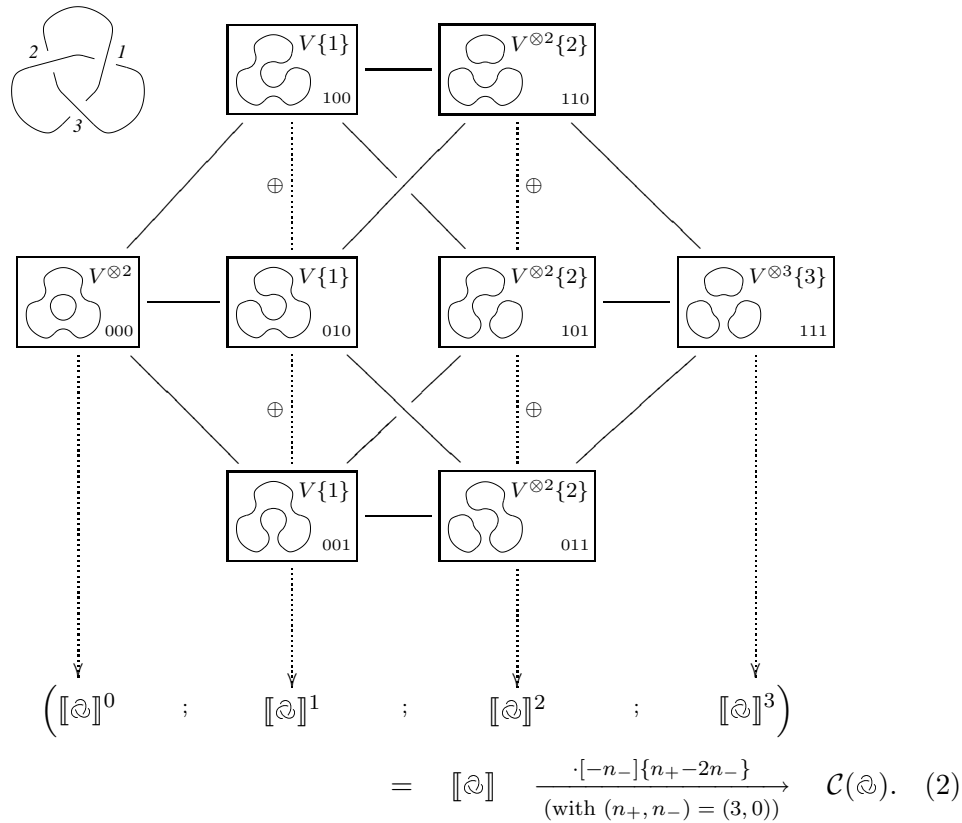 2 1
3
V{1}
100
V^{⊗2}{2}
110
⊕ ⊕
V^{⊗2}
000
V{1}
010
V^{⊗2}{2}
101
V^{⊗3}{3}
111
⊕ ⊕
V{1}
001
V^{⊗2}{2}
011
(⟦⟧^0 ; ⟦⟧^1 ; ⟦⟧^2 ; ⟦⟧^3)
·[−n_−]{n_+−2n_−}
= ⟦⟧ ⟶ 𝒞(). (2)
(with (n_+, n_−) = (3, 0))